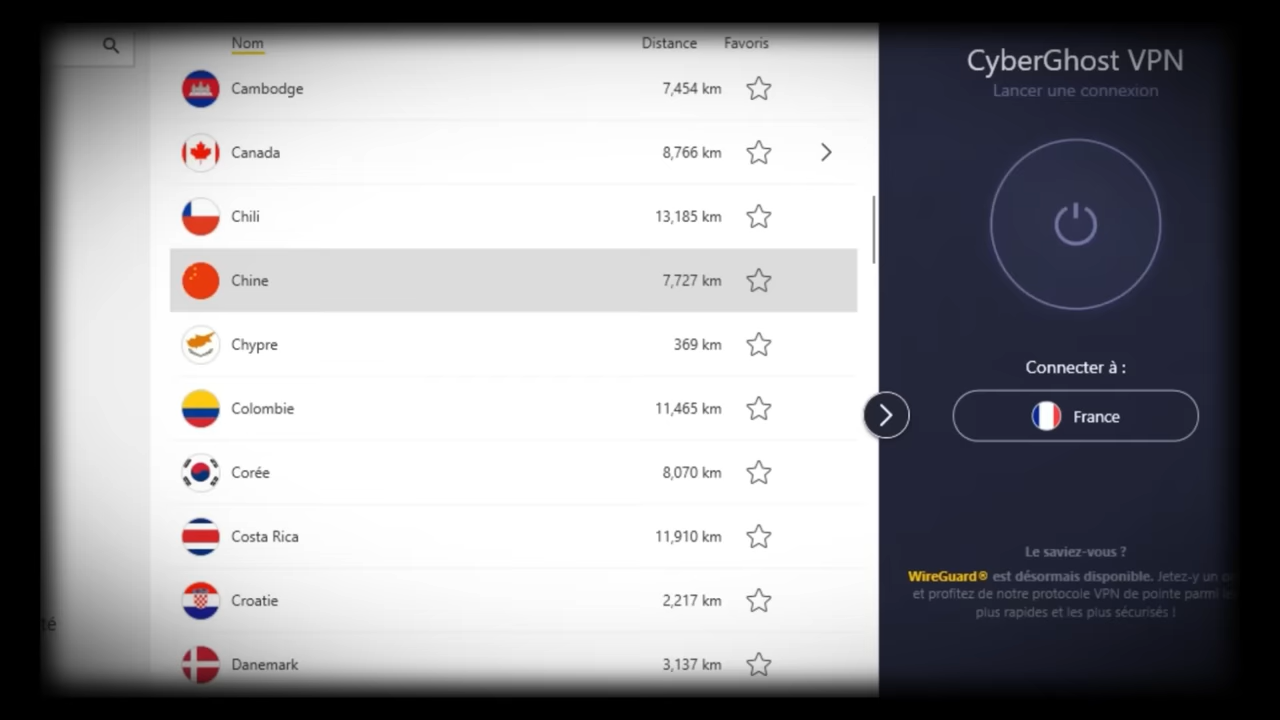 Nom Distance Favoris
Cambodge 7,454 km
Canada 8,766 km
Chili 13,185 km
Chine 7,727 km
Chypre 369 km
Colombie 11,465 km
Corée 8,070 km
Costa Rica 11,910 km
Croatie 2,217 km
Danemark 3,137 km
té
CyberGhost VPN
Lancer une connexion
Connecter à :
France
Le saviez-vous ?
WireGuard® est désormais disponible. Jetez-y un
et profitez de notre protocole VPN de pointe parmi
plus rapides et les plus sécurisés !